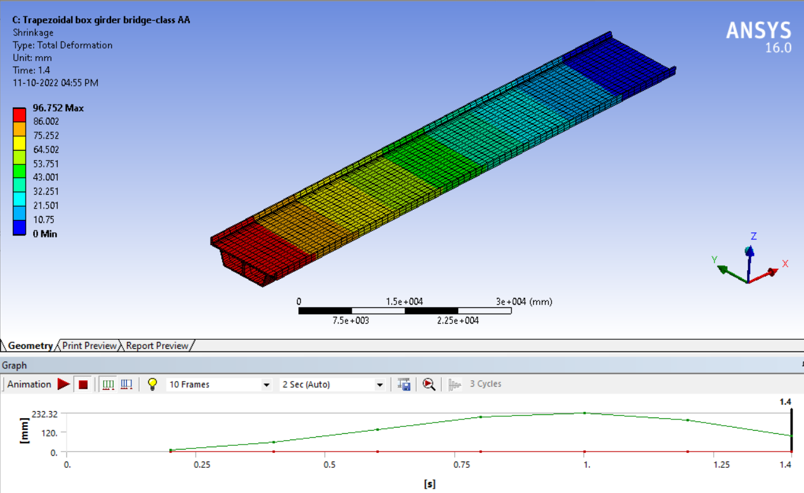 C: Trapezoidal box girder bridge-class AA
Shrinkage
Type: Total Deformation
Unit: mm
Time: 1.4
11-10-2022 04:55 PM
ANSYS
16.0
96.752 Max
86.002
75.252
64.502
53.751
43.001
32.251
21.501
10.75
0 Min
Z
Y
X
0 1.5e+004 3e+004 (mm)
7.5e+003 2.25e+004
Geometry Print Preview Report Preview
Graph
Animation 10 Frames 2 Sec (Auto) 3 Cycles
1.4
[mm]
232.32
120.
0.
0. 0.25 0.5 0.75 1. 1.25 1.4
[s]